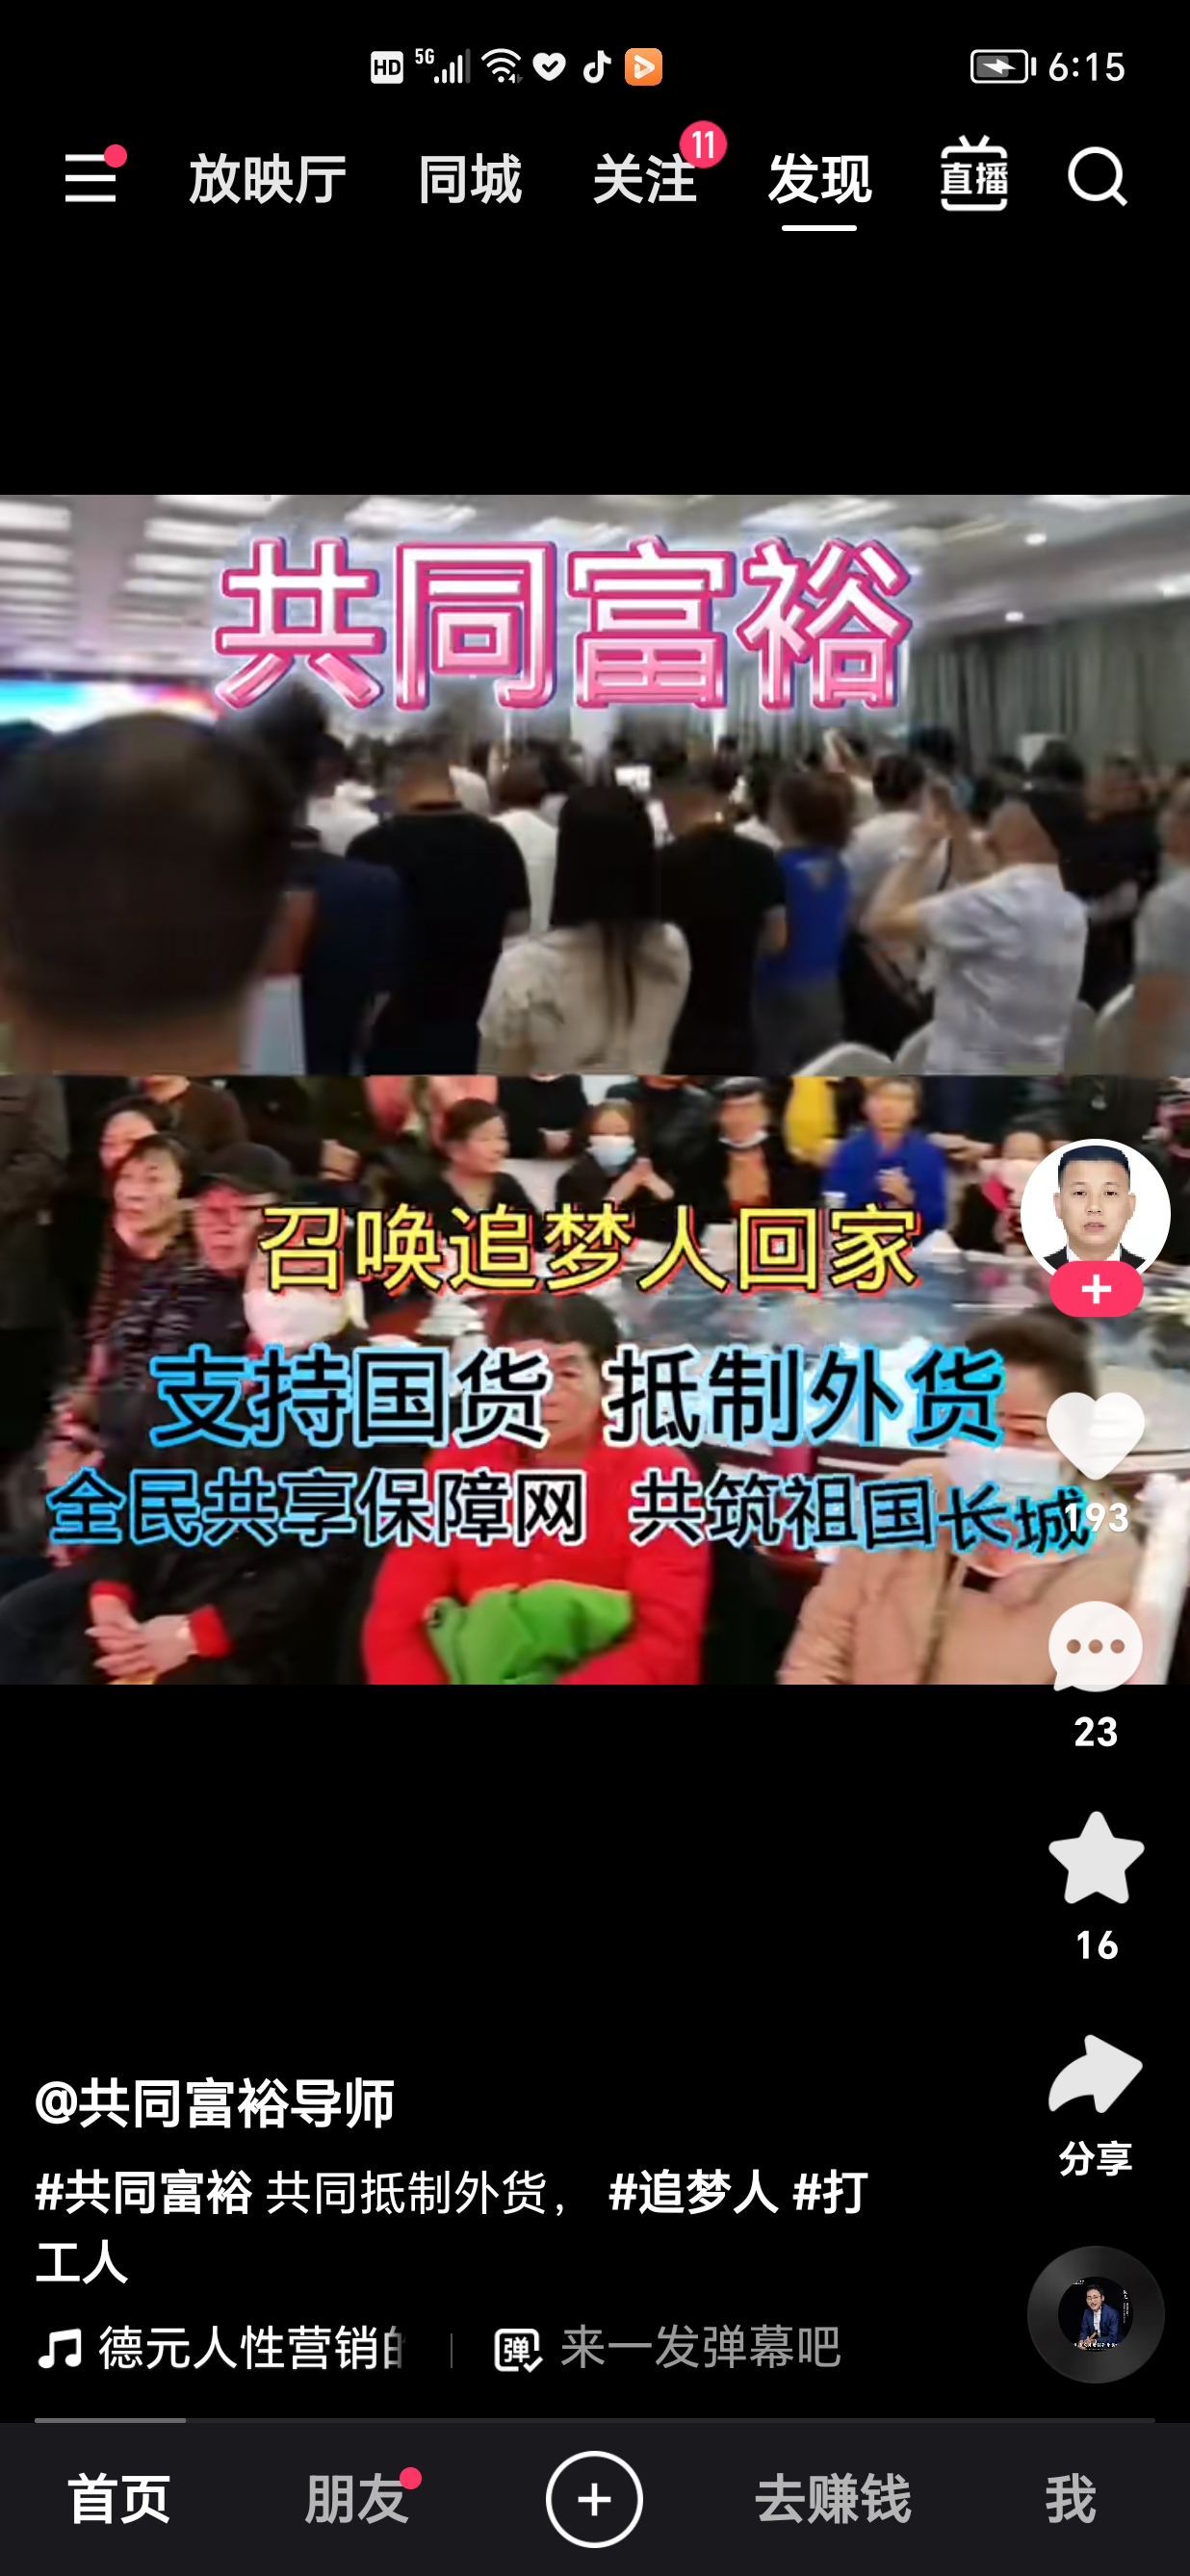 HD 5G 6:15
放映厅 同城 关注 11 发现 直播
共同富裕
召唤追梦人回家
支持国货 抵制外货
全民共享保障网 共筑祖国长城
193
23
16
分享
@共同富裕导师
#共同富裕 共同抵制外货， #追梦人 #打
工人
德元人性营销 弹 来一发弹幕吧
首页 朋友 去赚钱 我